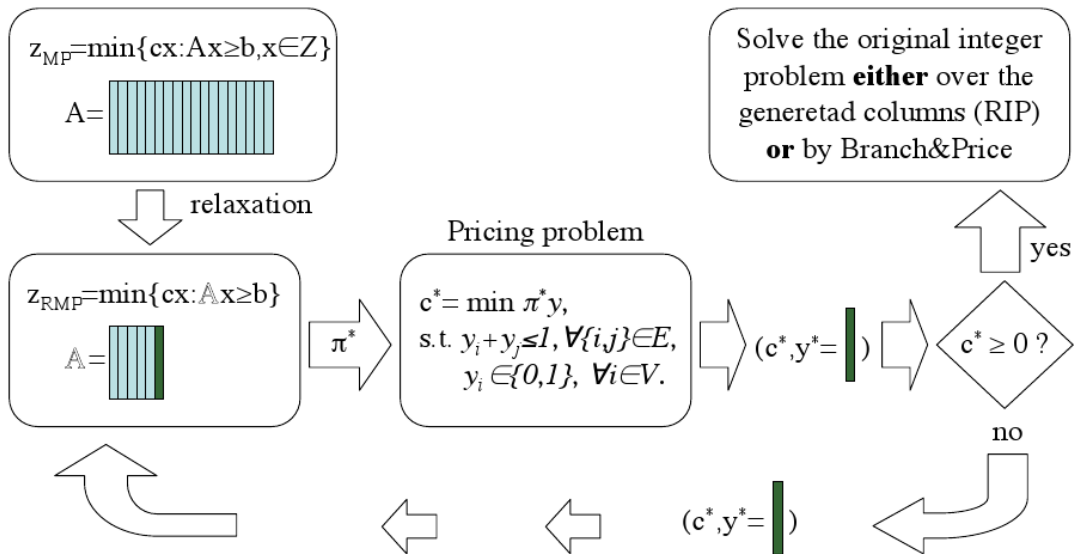 z_MP=min{cx:Ax≥b,x∈Z}
A=
relaxation
z_RMP=min{cx:𝔸x≥b}
𝔸=
π*
Pricing problem
c*= min π*y,
s.t. y_i+y_j≤1, ∀{i,j}∈E,
y_i∈{0,1}, ∀i∈V.
(c*,y*= )
c* ≥ 0 ?
yes
Solve the original integer
problem either over the
generetad columns (RIP)
or by Branch&Price
no
(c*,y*= )